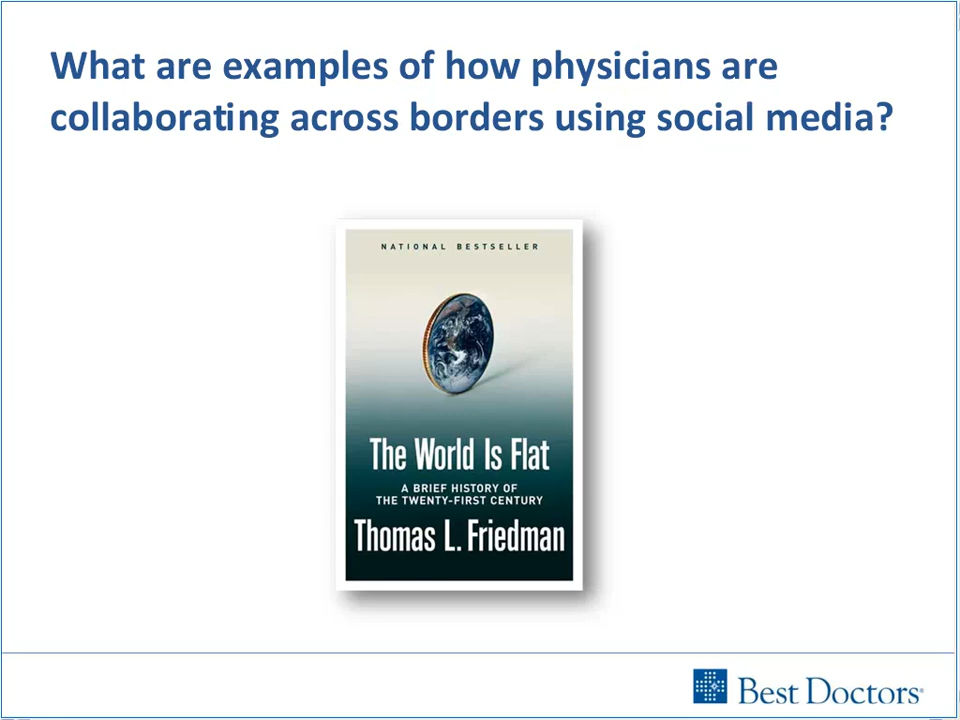 What are examples of how physicians are
collaborating across borders using social media?
NATIONAL BESTSELLER
The World Is Flat
A BRIEF HISTORY OF
THE TWENTY-FIRST CENTURY
Thomas L. Friedman
Best Doctors®